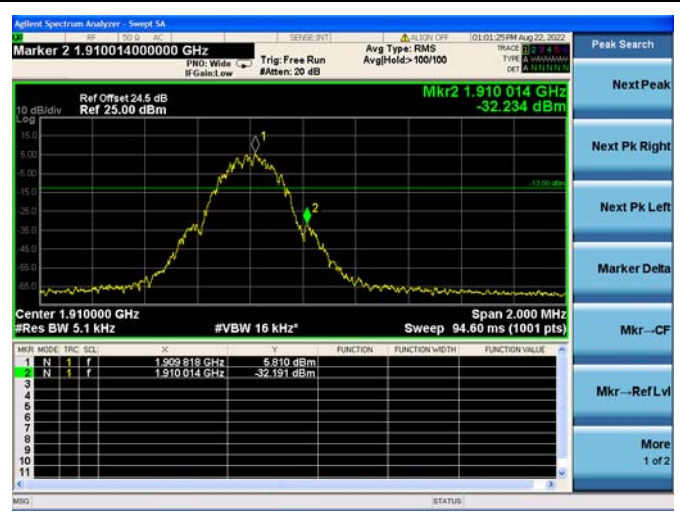 Agilent Spectrum Analyzer - Swept SA
RF 50 Ω AC SENSE:INT ALIGN OFF 01:01:25PM Aug 22, 2022
Marker 2 1.910014000000 GHz
PNO: Wide Trig: Free Run Avg Type: RMS TRACE 1 2 3 4 5 6
IFGain:Low #Atten: 20 dB Avg|Hold:>100/100 TYPE A
DET A N N N N N
Peak Search
Ref Offset 24.5 dB Mkr2 1.910 014 GHz
10 dB/div Ref 25.00 dBm -32.234 dBm
Log
15.0
5.00
-5.00
-15.0
-25.0
-35.0
-45.0
-55.0
-65.0
1
2
-13.00 dBm
Center 1.910000 GHz Span 2.000 MHz
#Res BW 5.1 kHz #VBW 16 kHz* Sweep 94.60 ms (1001 pts)
MKR MODE TRC SCL X Y FUNCTION FUNCTION WIDTH FUNCTION VALUE
1 N 1 f 1.909 818 GHz 5.810 dBm
2 N 1 f 1.910 014 GHz -32.191 dBm
3
4
5
6
7
8
9
10
11
MSG STATUS
Next Peak
Next Pk Right
Next Pk Left
Marker Delta
Mkr→CF
Mkr→Ref Lvl
More
1 of 2